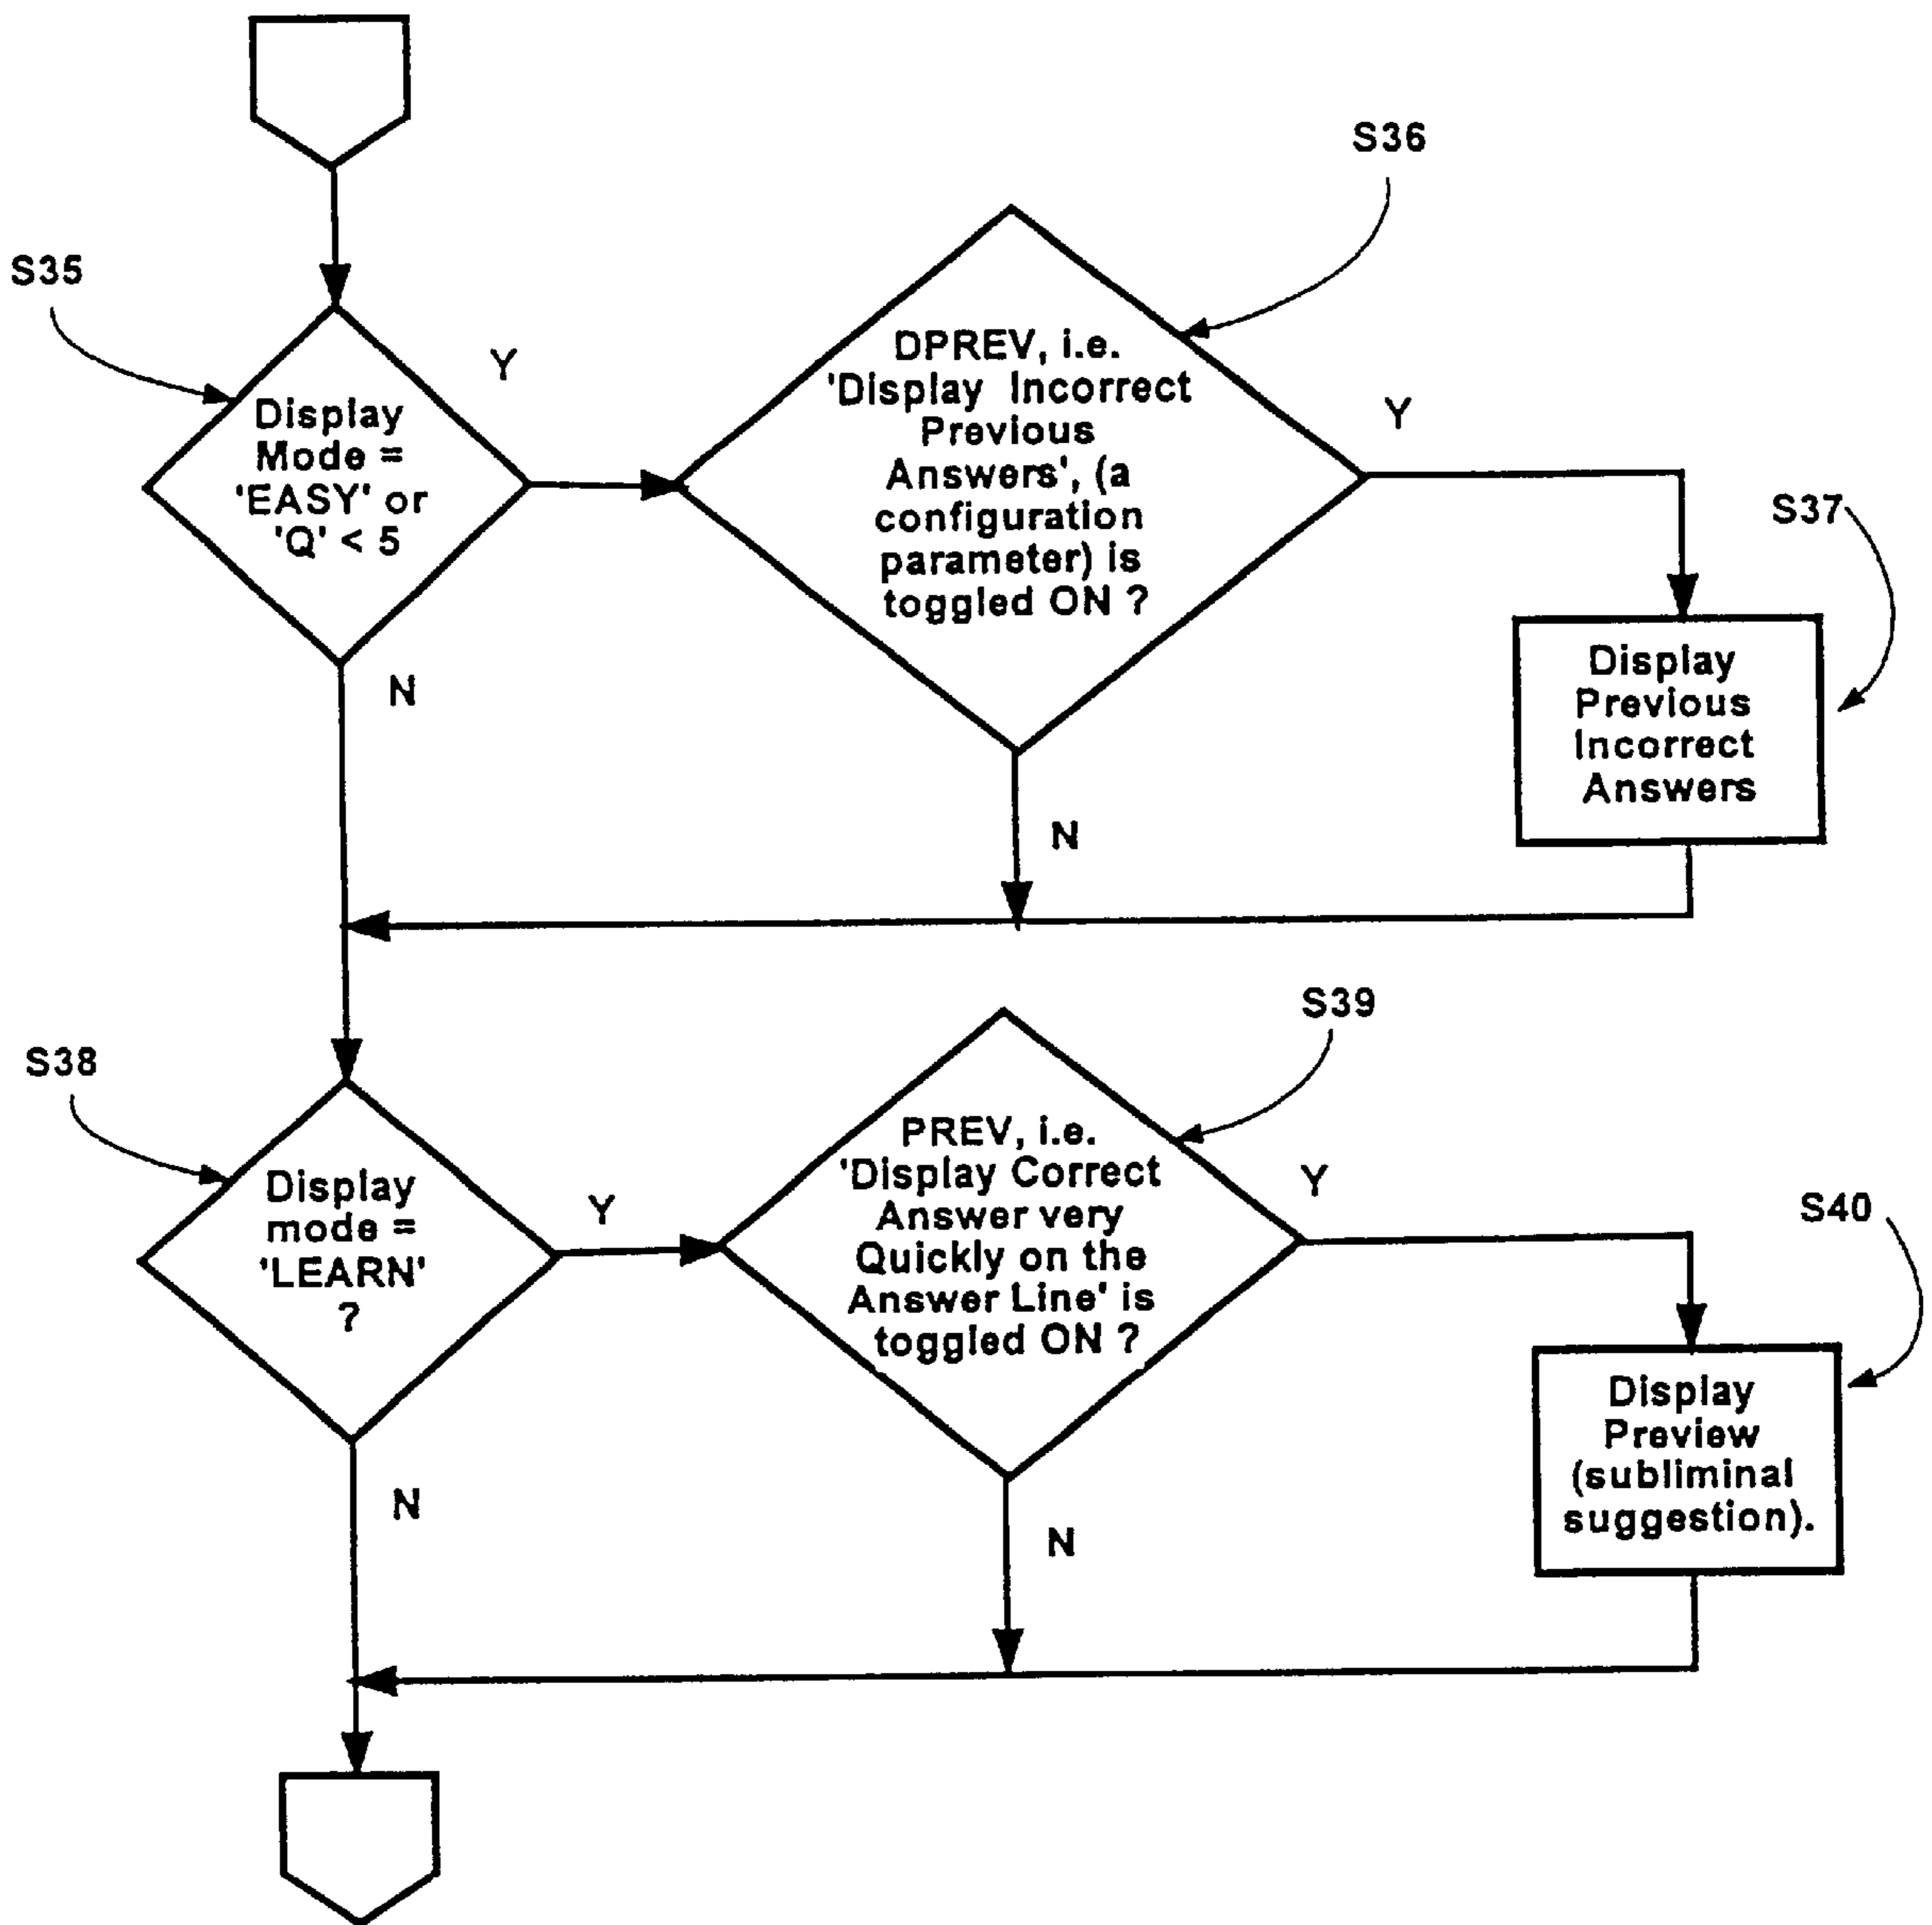 S35
Display
Mode =
'EASY' or
'Q' < 5
Y
N
S36
DPREV, i.e.
'Display Incorrect
Previous
Answers', (a
configuration
parameter) is
toggled ON ?
Y
N
S37
Display
Previous
Incorrect
Answers
S38
Display
mode =
'LEARN'
?
Y
N
S39
PREV, i.e.
'Display Correct
Answer very
Quickly on the
Answer Line' is
toggled ON ?
Y
N
S40
Display
Preview
(subliminal
suggestion).